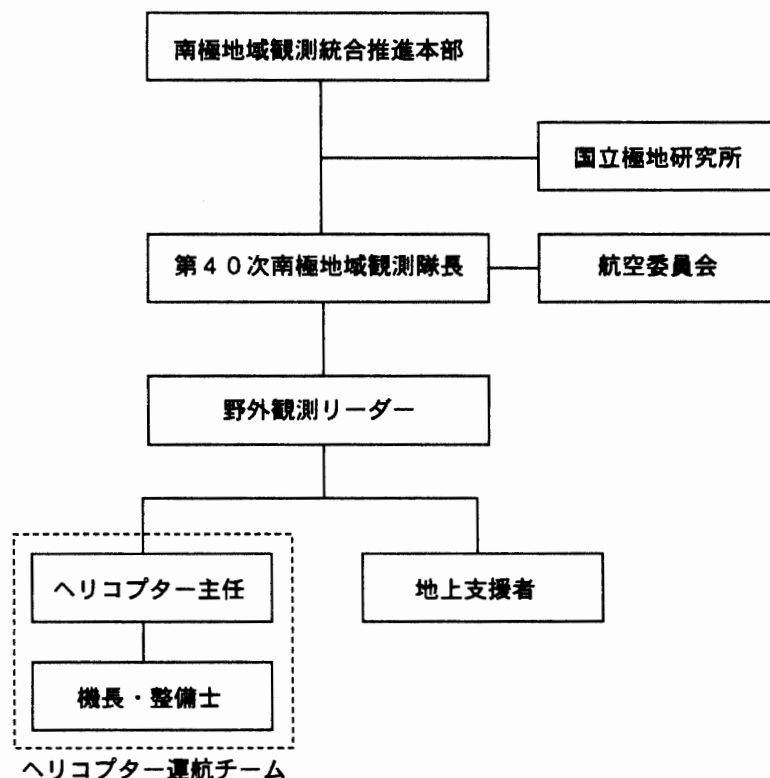 南極地域観測統合推進本部
国立極地研究所
第４０次南極地域観測隊長
航空委員会
野外観測リーダー
ヘリコプター主任
地上支援者
機長・整備士
ヘリコプター運航チーム